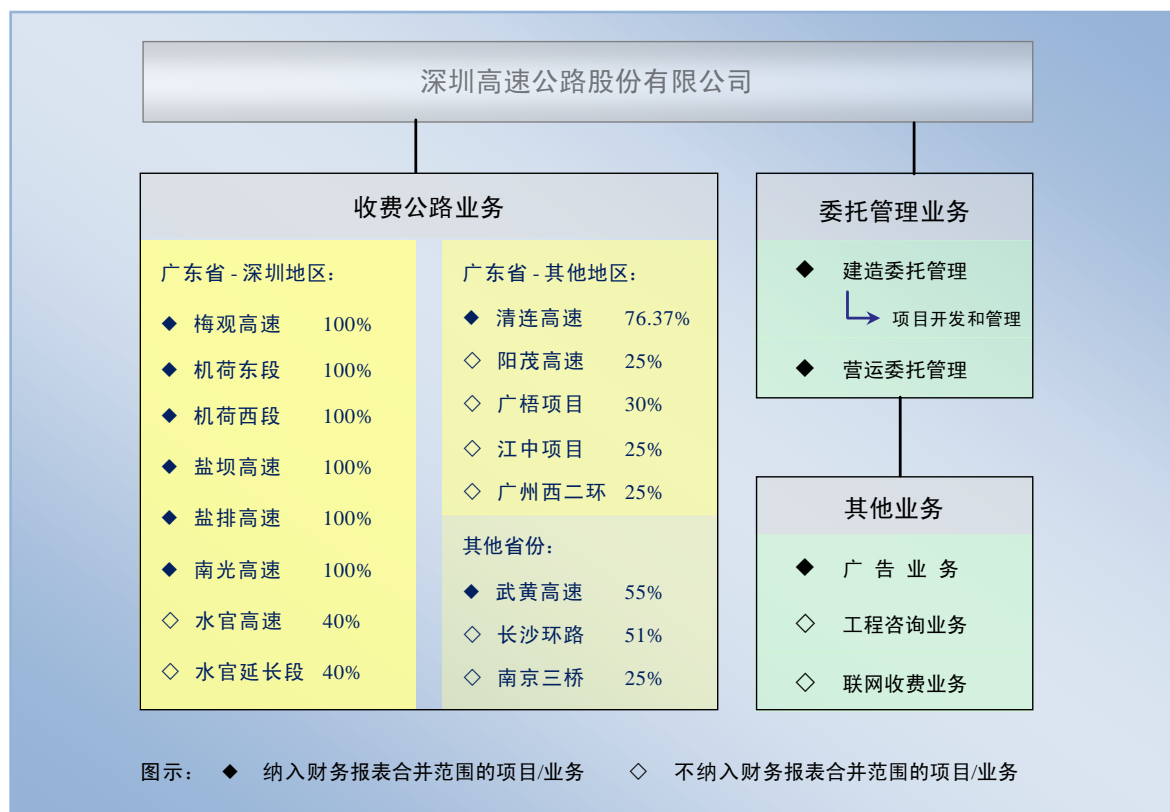 深圳高速公路股份有限公司
收费公路业务
广东省 - 深圳地区：
◆ 梅观高速 100%
◆ 机荷东段 100%
◆ 机荷西段 100%
◆ 盐坝高速 100%
◆ 盐排高速 100%
◆ 南光高速 100%
◇ 水官高速 40%
◇ 水官延长段 40%
广东省 - 其他地区：
◆ 清连高速 76.37%
◇ 阳茂高速 25%
◇ 广梧项目 30%
◇ 江中项目 25%
◇ 广州西二环 25%
其他省份：
◆ 武黄高速 55%
◇ 长沙环路 51%
◇ 南京三桥 25%
委托管理业务
◆ 建造委托管理
项目开发和管理
◆ 营运委托管理
其他业务
◆ 广 告 业 务
◇ 工程咨询业务
◇ 联网收费业务
图示： ◆ 纳入财务报表合并范围的项目/业务 ◇ 不纳入财务报表合并范围的项目/业务